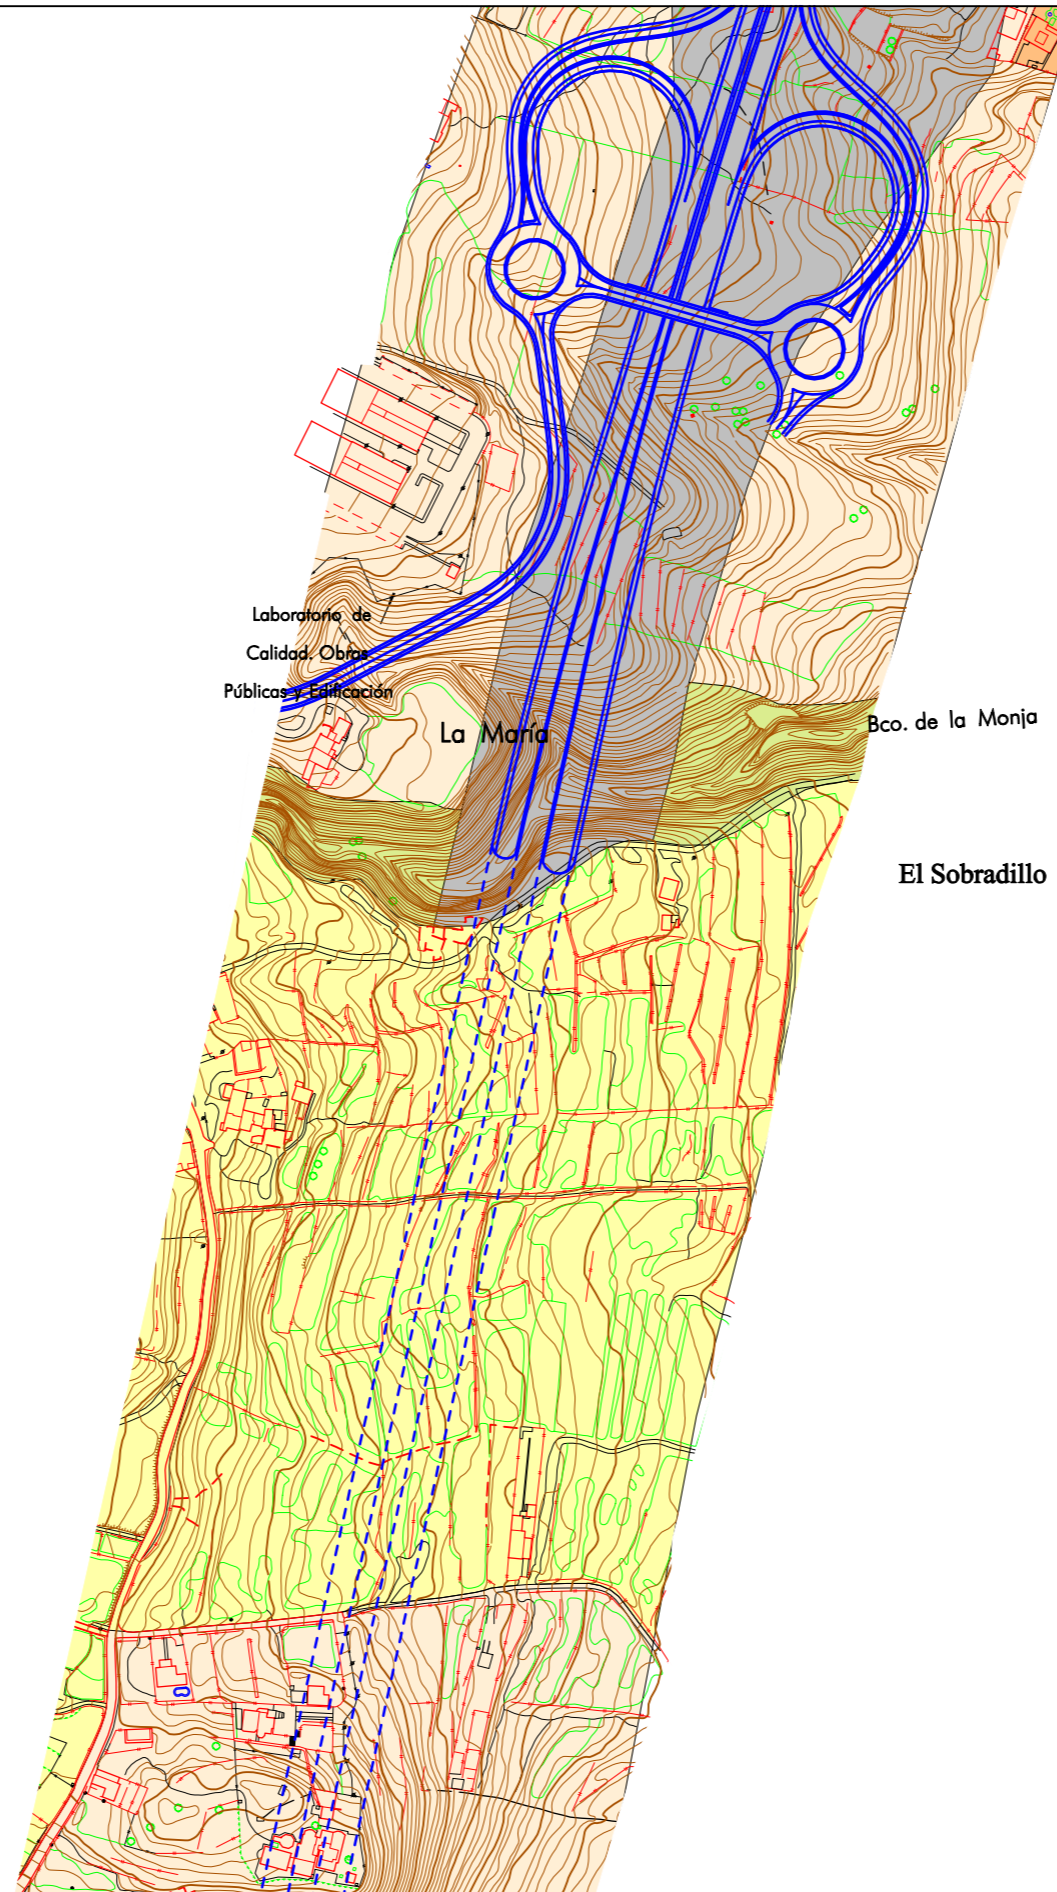 Laboratorio de
Calidad. Obras
Públicas y Edificación
La María
Bco. de la Monja
El Sobradillo